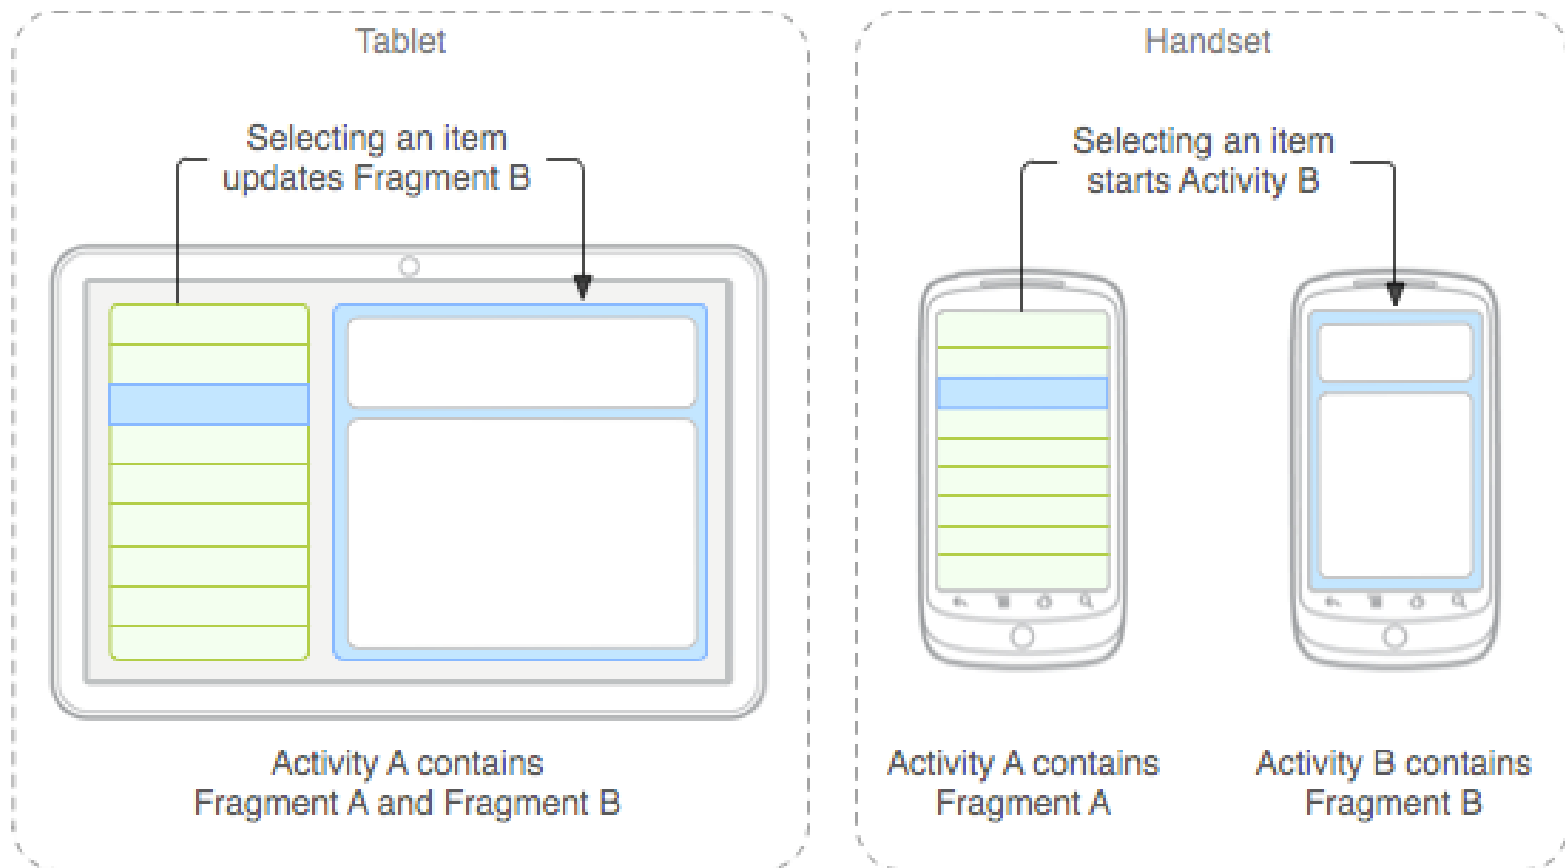 Tablet
Selecting an item
updates Fragment B
Activity A contains
Fragment A and Fragment B
Handset
Selecting an item
starts Activity B
Activity A contains
Fragment A
Activity B contains
Fragment B